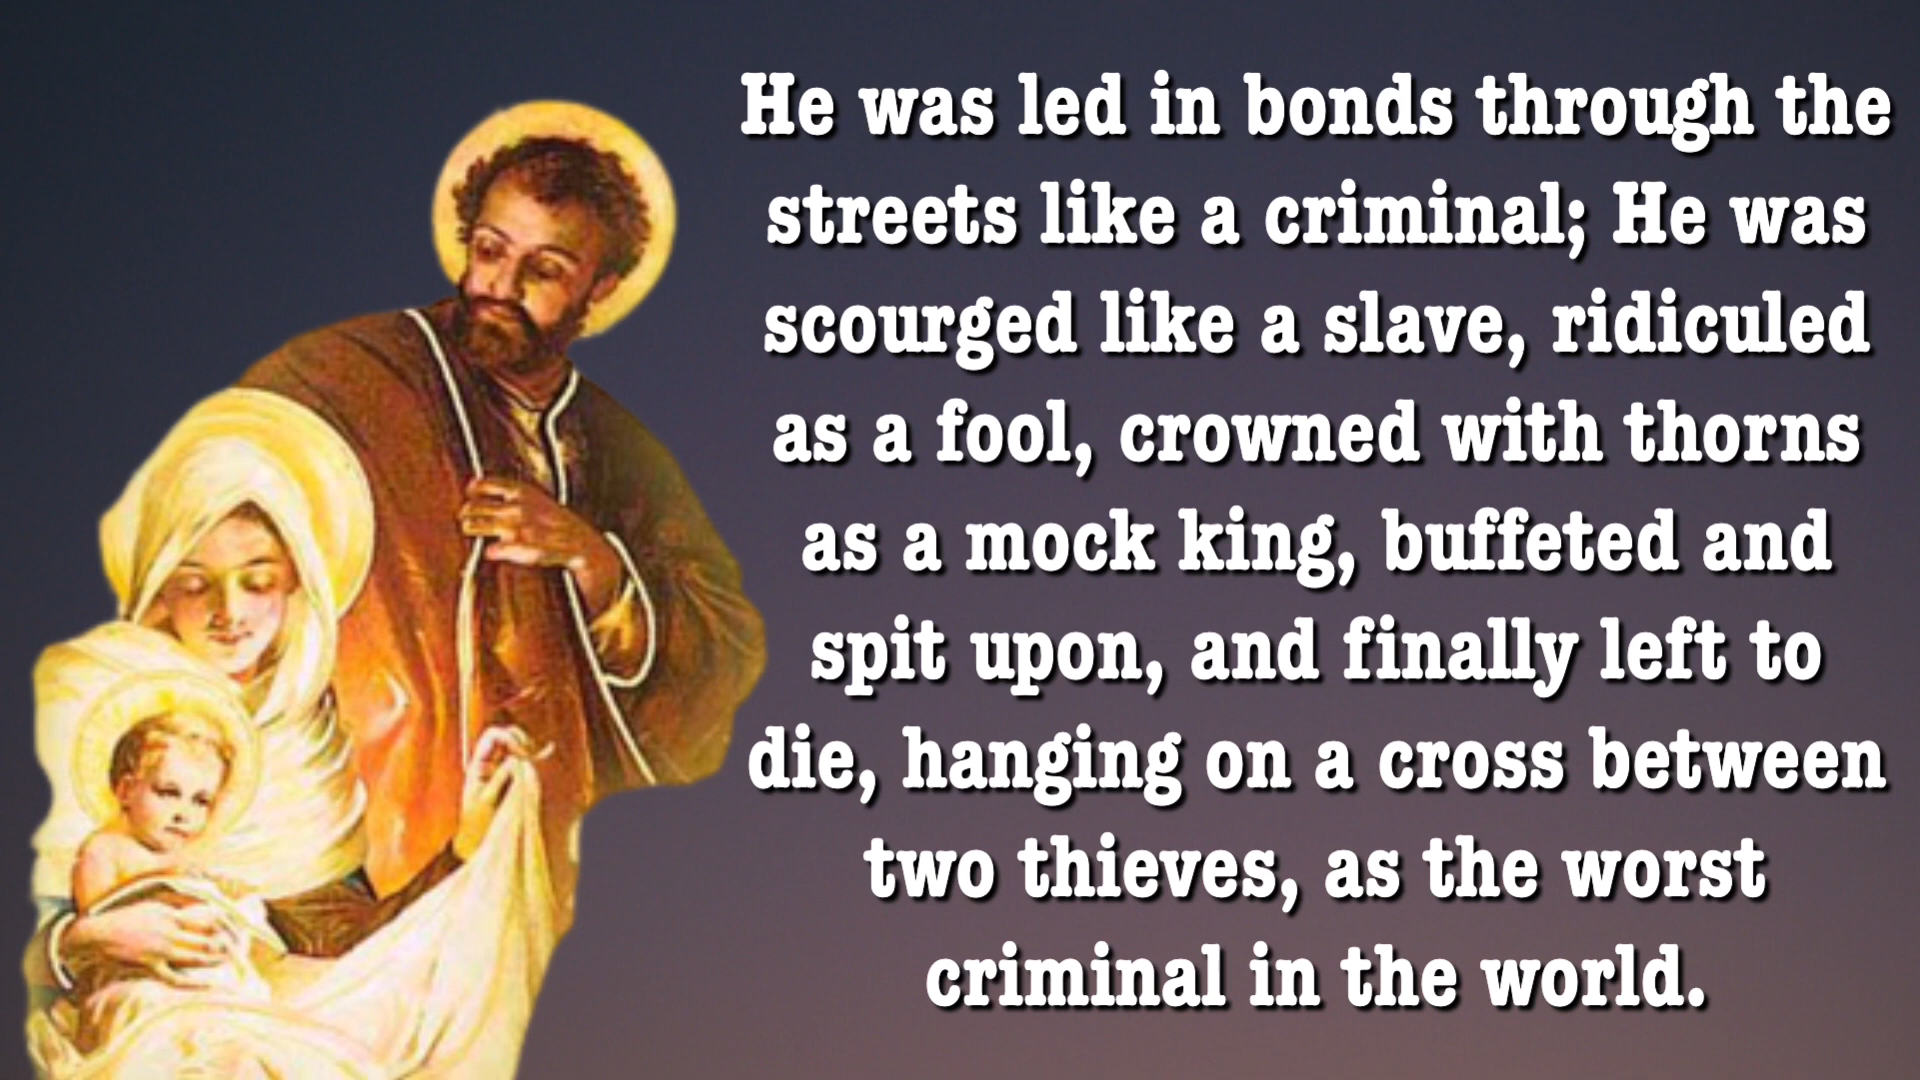 He was led in bonds through the
streets like a criminal; He was
scourged like a slave, ridiculed
as a fool, crowned with thorns
as a mock king, buffeted and
spit upon, and finally left to
die, hanging on a cross between
two thieves, as the worst
criminal in the world.